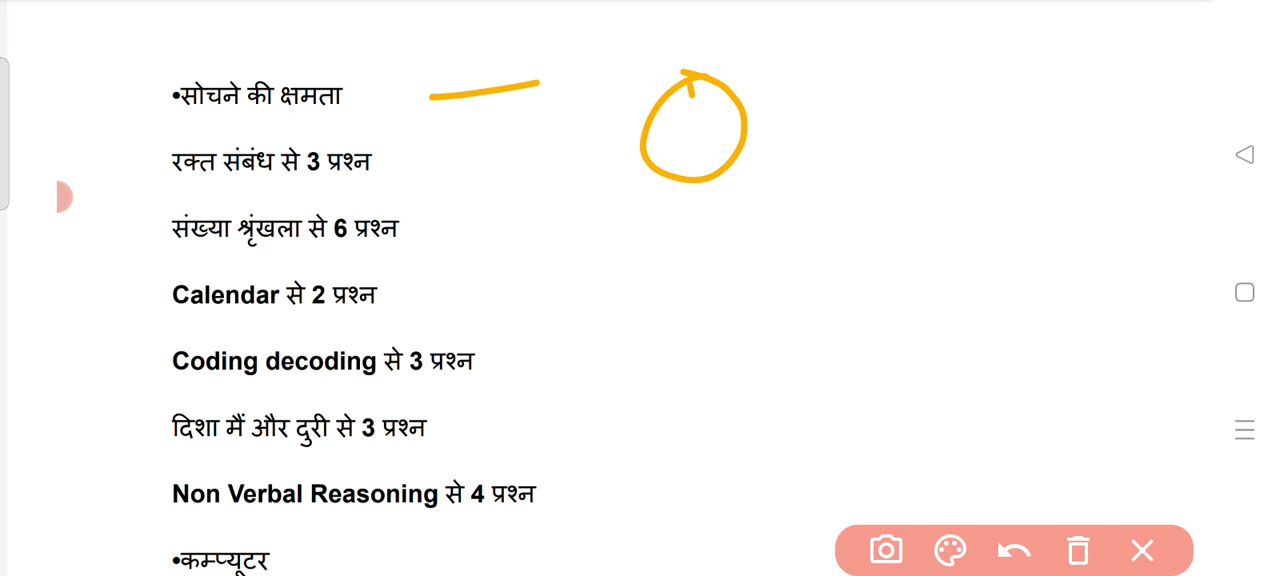 •सोचने की क्षमता
रक्त संबंध से 3 प्रश्न
संख्या श्रृंखला से 6 प्रश्न
Calendar से 2 प्रश्न
Coding decoding से 3 प्रश्न
दिशा मैं और दुरी से 3 प्रश्न
Non Verbal Reasoning से 4 प्रश्न
•कम्प्यूटर